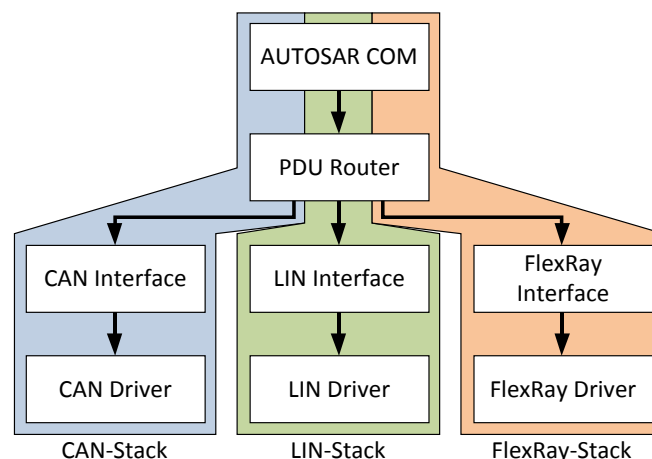 AUTOSAR COM
PDU Router
CAN Interface
LIN Interface
FlexRay
Interface
CAN Driver
LIN Driver
FlexRay Driver
CAN-Stack
LIN-Stack
FlexRay-Stack